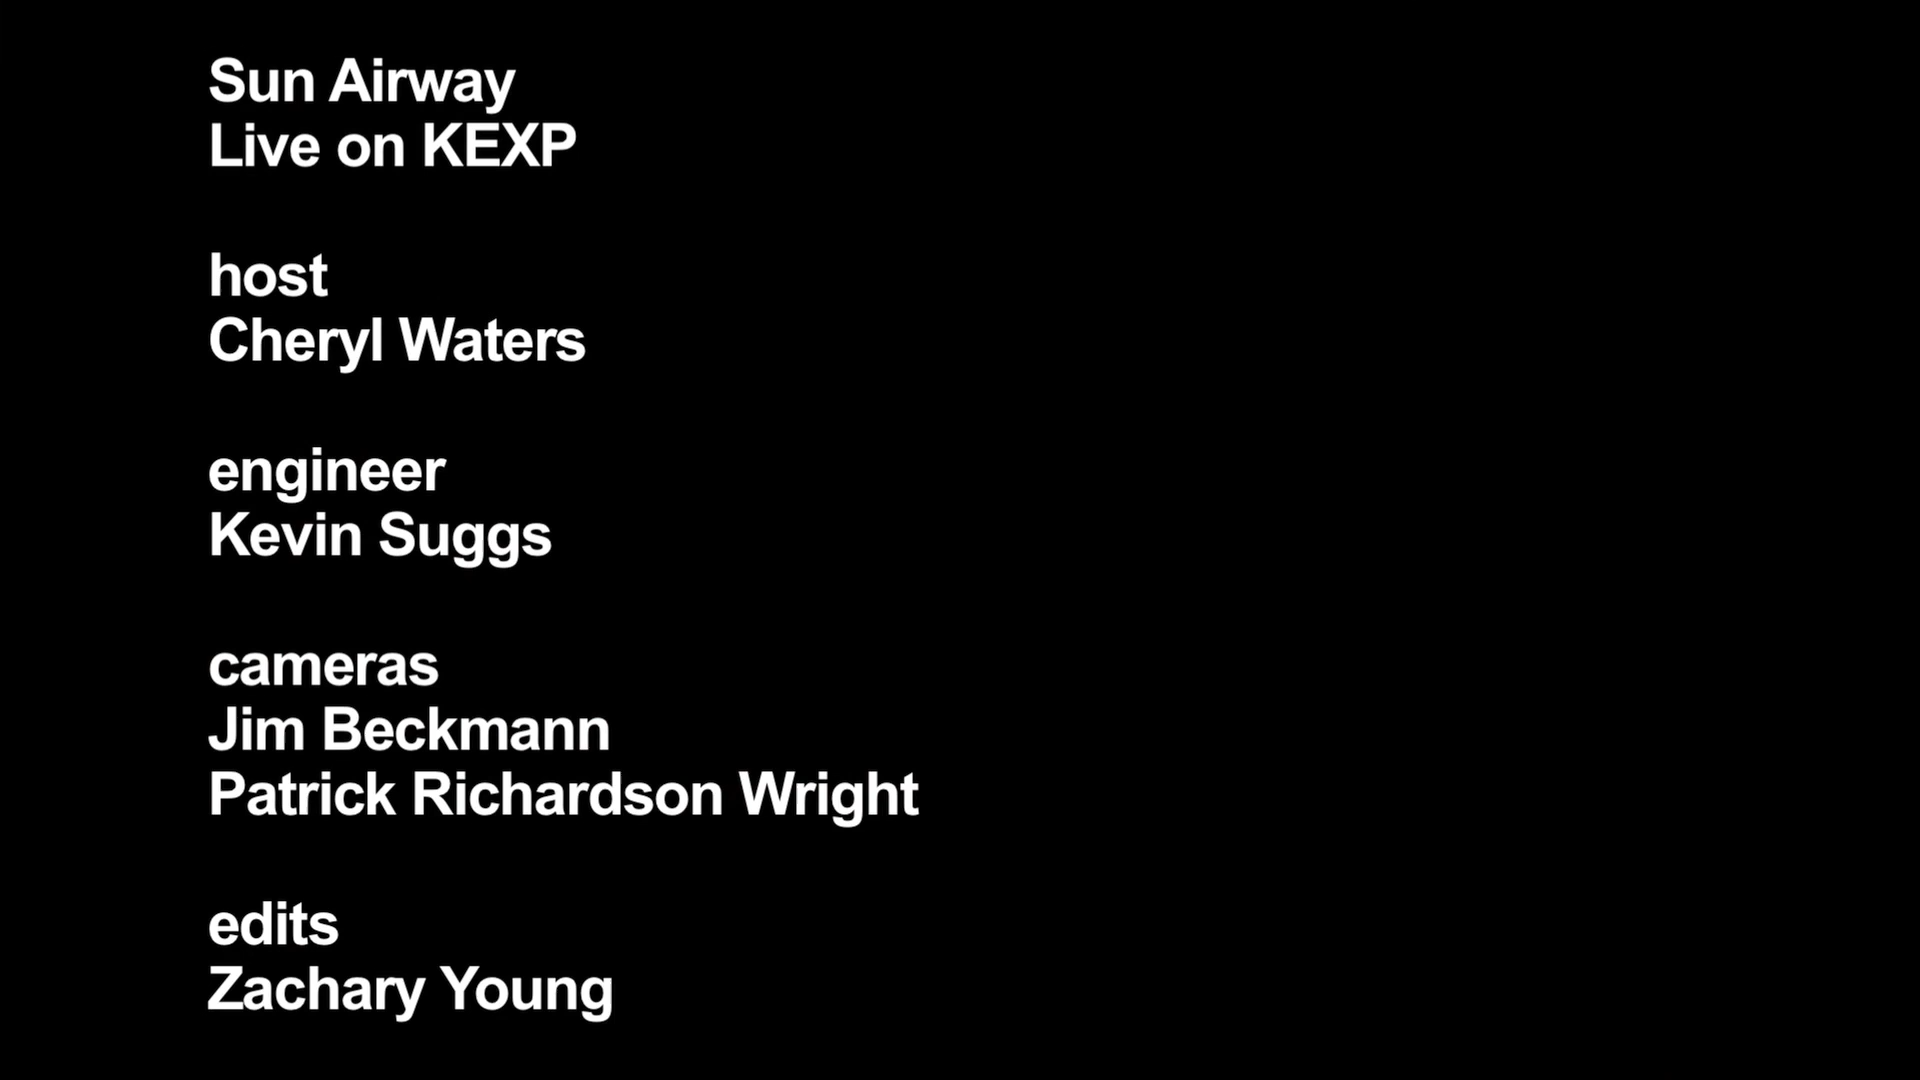 Sun Airway
Live on KEXP
host
Cheryl Waters
engineer
Kevin Suggs
cameras
Jim Beckmann
Patrick Richardson Wright
edits
Zachary Young